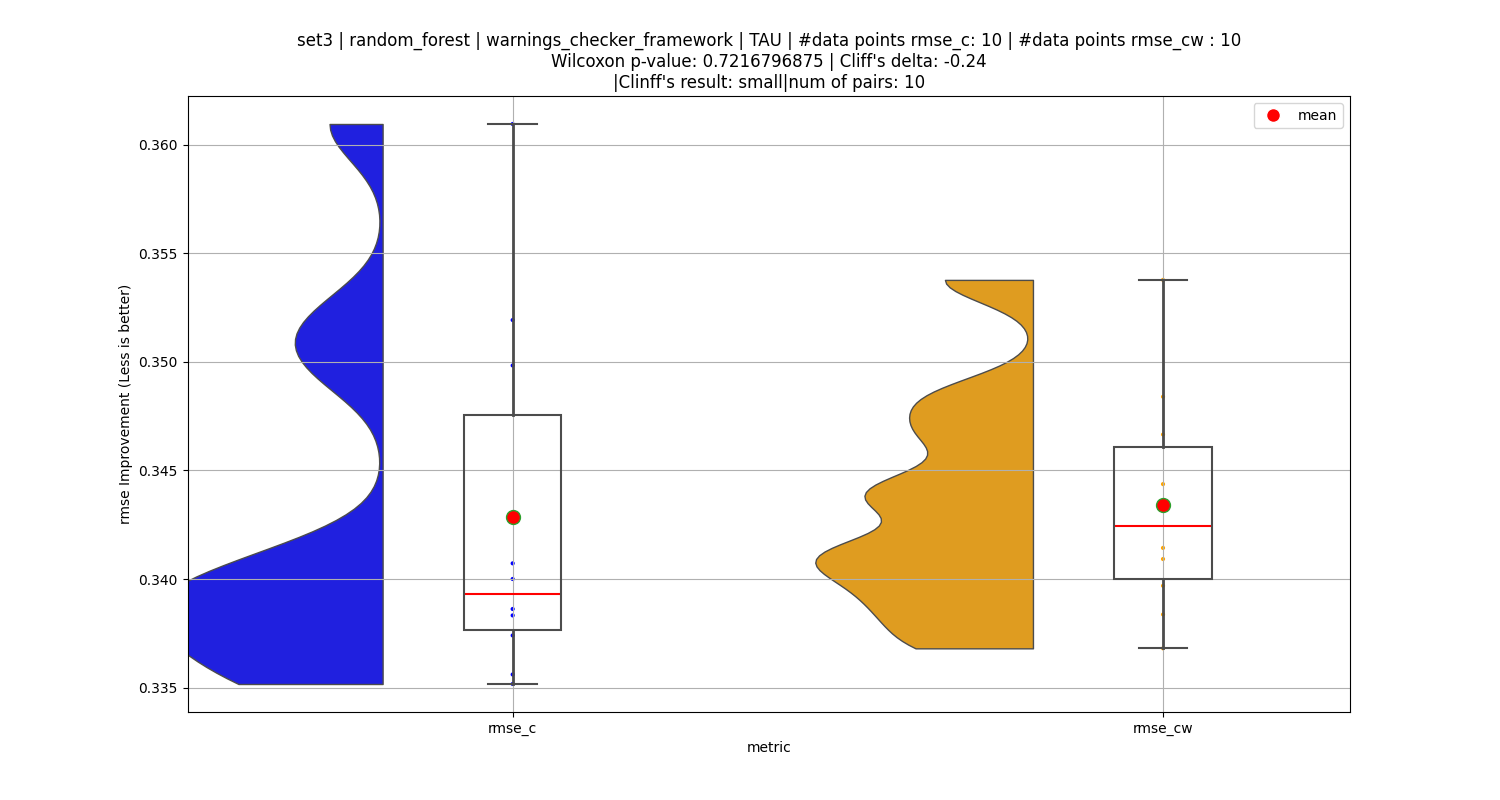 set3 | random_forest | warnings_checker_framework | TAU | #data points rmse_c: 10 | #data points rmse_cw : 10
Wilcoxon p-value: 0.7216796875 | Cliff's delta: -0.24
|Clinff's result: small|num of pairs: 10
mean
0.360
0.355
0.350
0.345
0.340
0.335
rmse Improvement (Less is better)
rmse_c
rmse_cw
metric